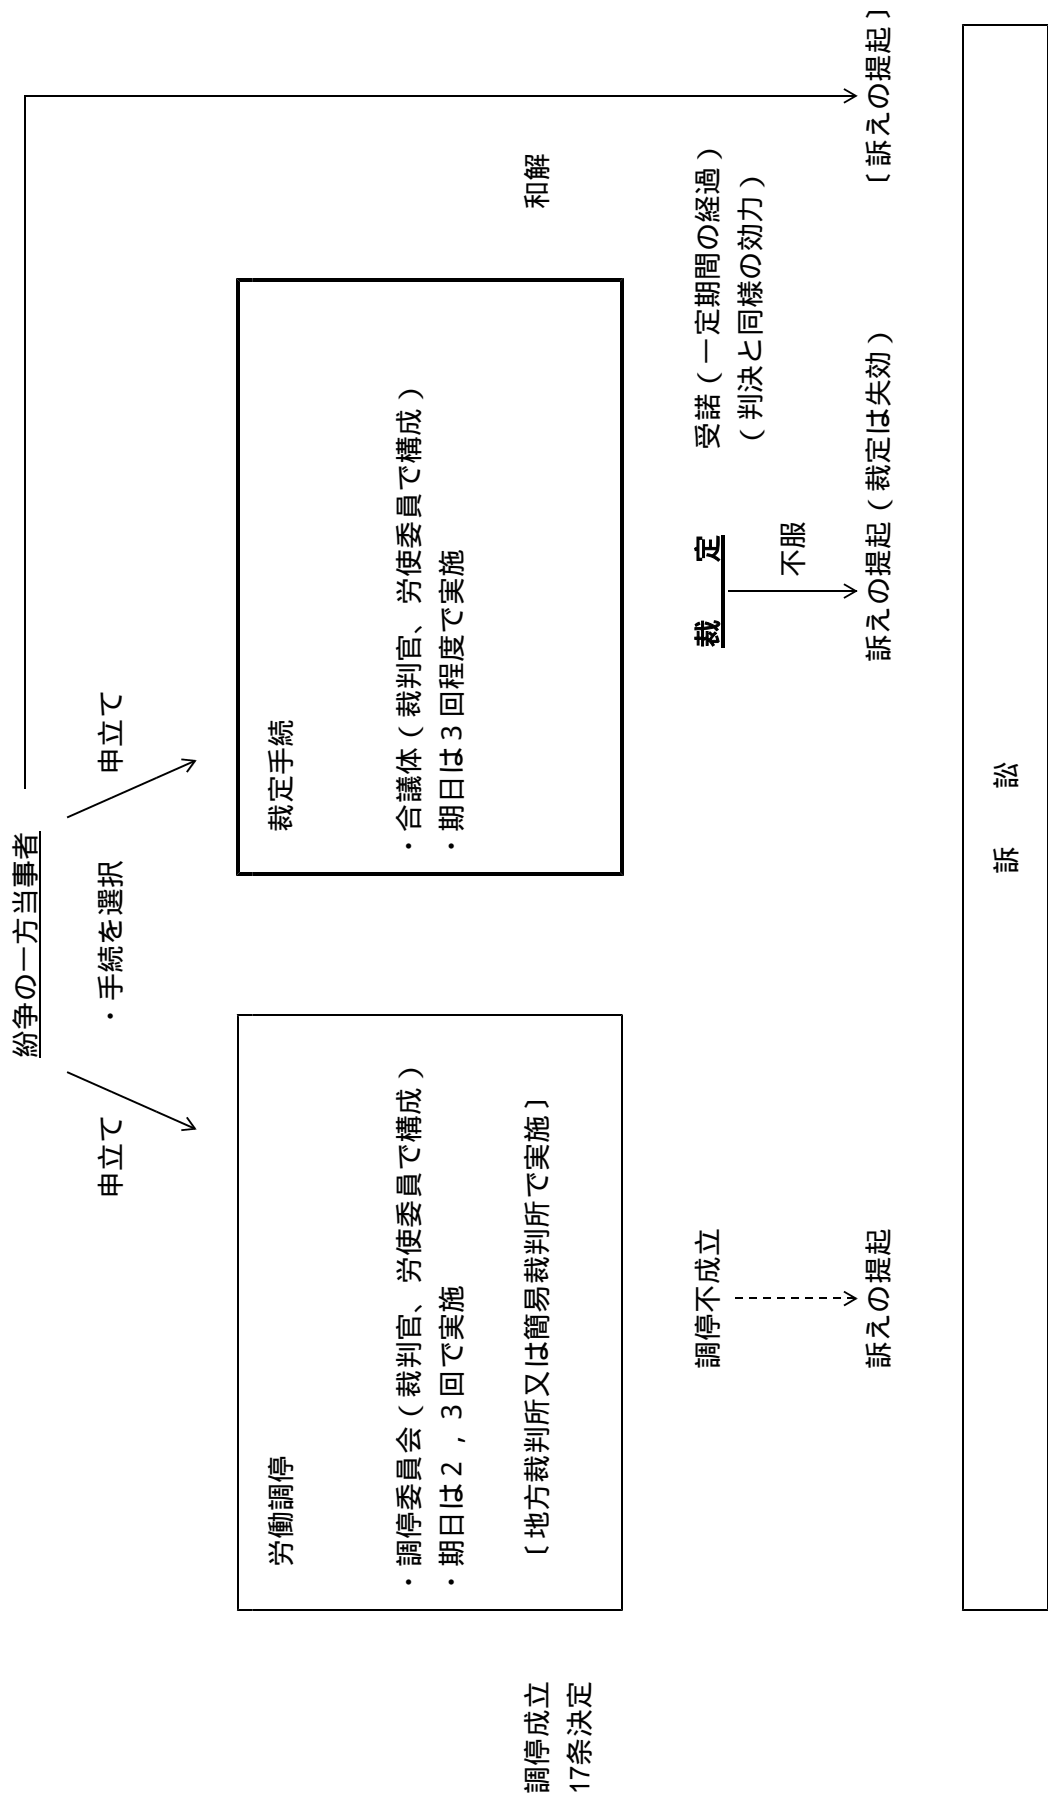 紛争の一方当事者
申立て
・手続を選択
申立て
労働調停
・調停委員会（裁判官、労使委員で構成）
・期日は２，３回で実施
〔地方裁判所又は簡易裁判所で実施〕
調停成立
17条決定
調停不成立
訴えの提起
裁定手続
・合議体（裁判官、労使委員で構成）
・期日は３回程度で実施
和解
裁　定
受諾（一定期間の経過）
（判決と同様の効力）
不服
訴えの提起（裁定は失効）
〔訴えの提起〕
訴　訟